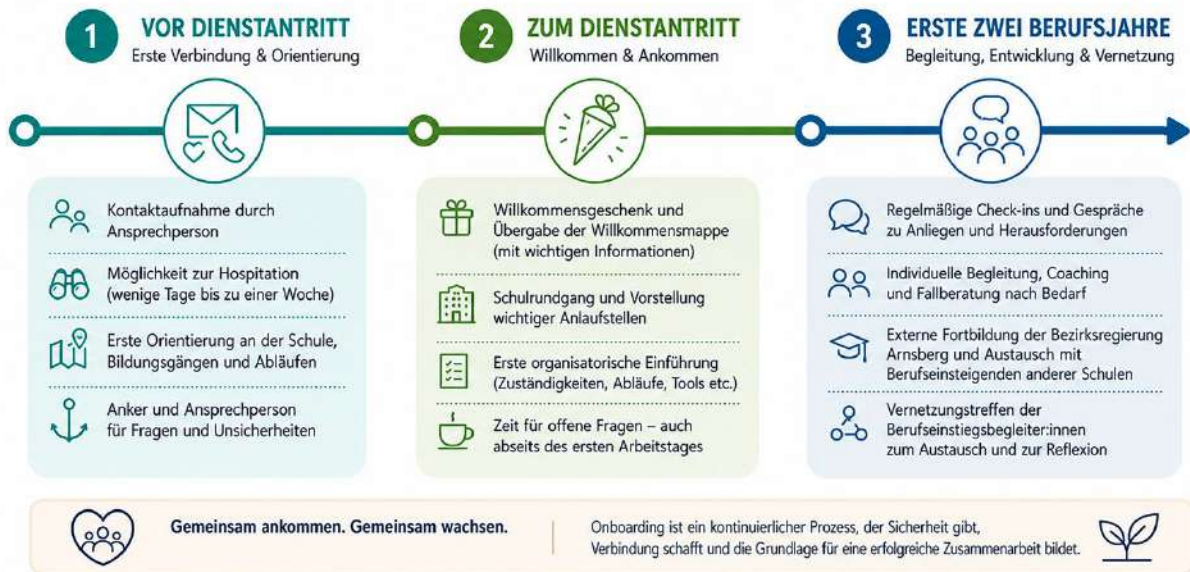 1
VOR DIENSTANTRITT
Erste Verbindung & Orientierung
Kontaktaufnahme durch
Ansprechperson
Möglichkeit zur Hospitation
(wenige Tage bis zu einer Woche)
Erste Orientierung an der Schule,
Bildungsgängen und Abläufen
Anker und Ansprechperson
für Fragen und Unsicherheiten
2
ZUM DIENSTANTRITT
Willkommen & Ankommen
Willkommensgeschenk und
Übergabe der Willkommensmappe
(mit wichtigen Informationen)
Schulrundgang und Vorstellung
wichtiger Anlaufstellen
Erste organisatorische Einführung
(Zuständigkeiten, Abläufe, Tools etc.)
Zeit für offene Fragen – auch
abseits des ersten Arbeitstages
3
ERSTE ZWEI BERUFSJAHRE
Begleitung, Entwicklung & Vernetzung
Regelmäßige Check-ins und Gespräche
zu Anliegen und Herausforderungen
Individuelle Begleitung, Coaching
und Fallberatung nach Bedarf
Externe Fortbildung der Bezirksregierung
Arnsberg und Austausch mit
Berufseinsteigenden anderer Schulen
Vernetzungstreffen der
Berufseinstiegsbegleiter:innen
zum Austausch und zur Reflexion
Gemeinsam ankommen. Gemeinsam wachsen.
Onboarding ist ein kontinuierlicher Prozess, der Sicherheit gibt,
Verbindung schafft und die Grundlage für eine erfolgreiche Zusammenarbeit bildet.